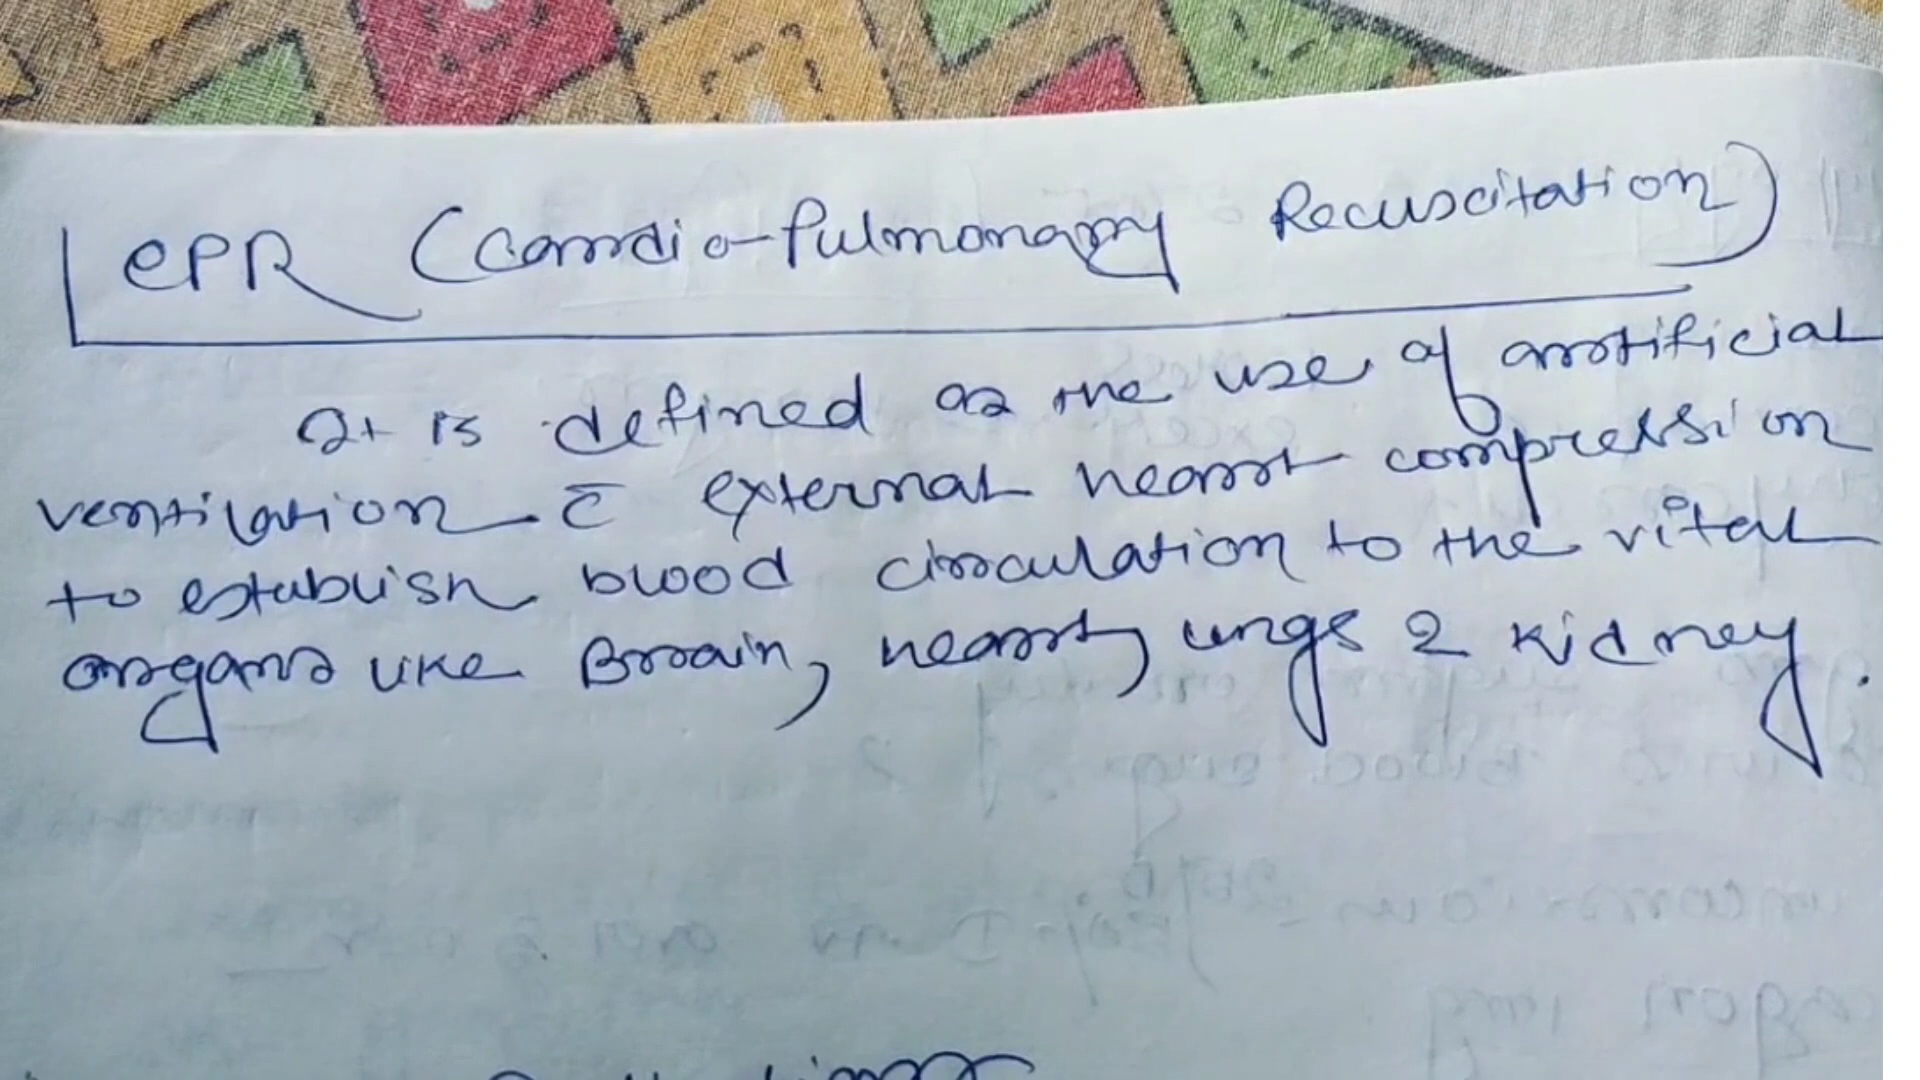 CPR (Cardio-Pulmonary Recuscitation)
It is defined as the use of artificial
ventilation c̄ external heart compression
to establish blood circulation to the vital
organs like Brain, heart, lungs & kidney.